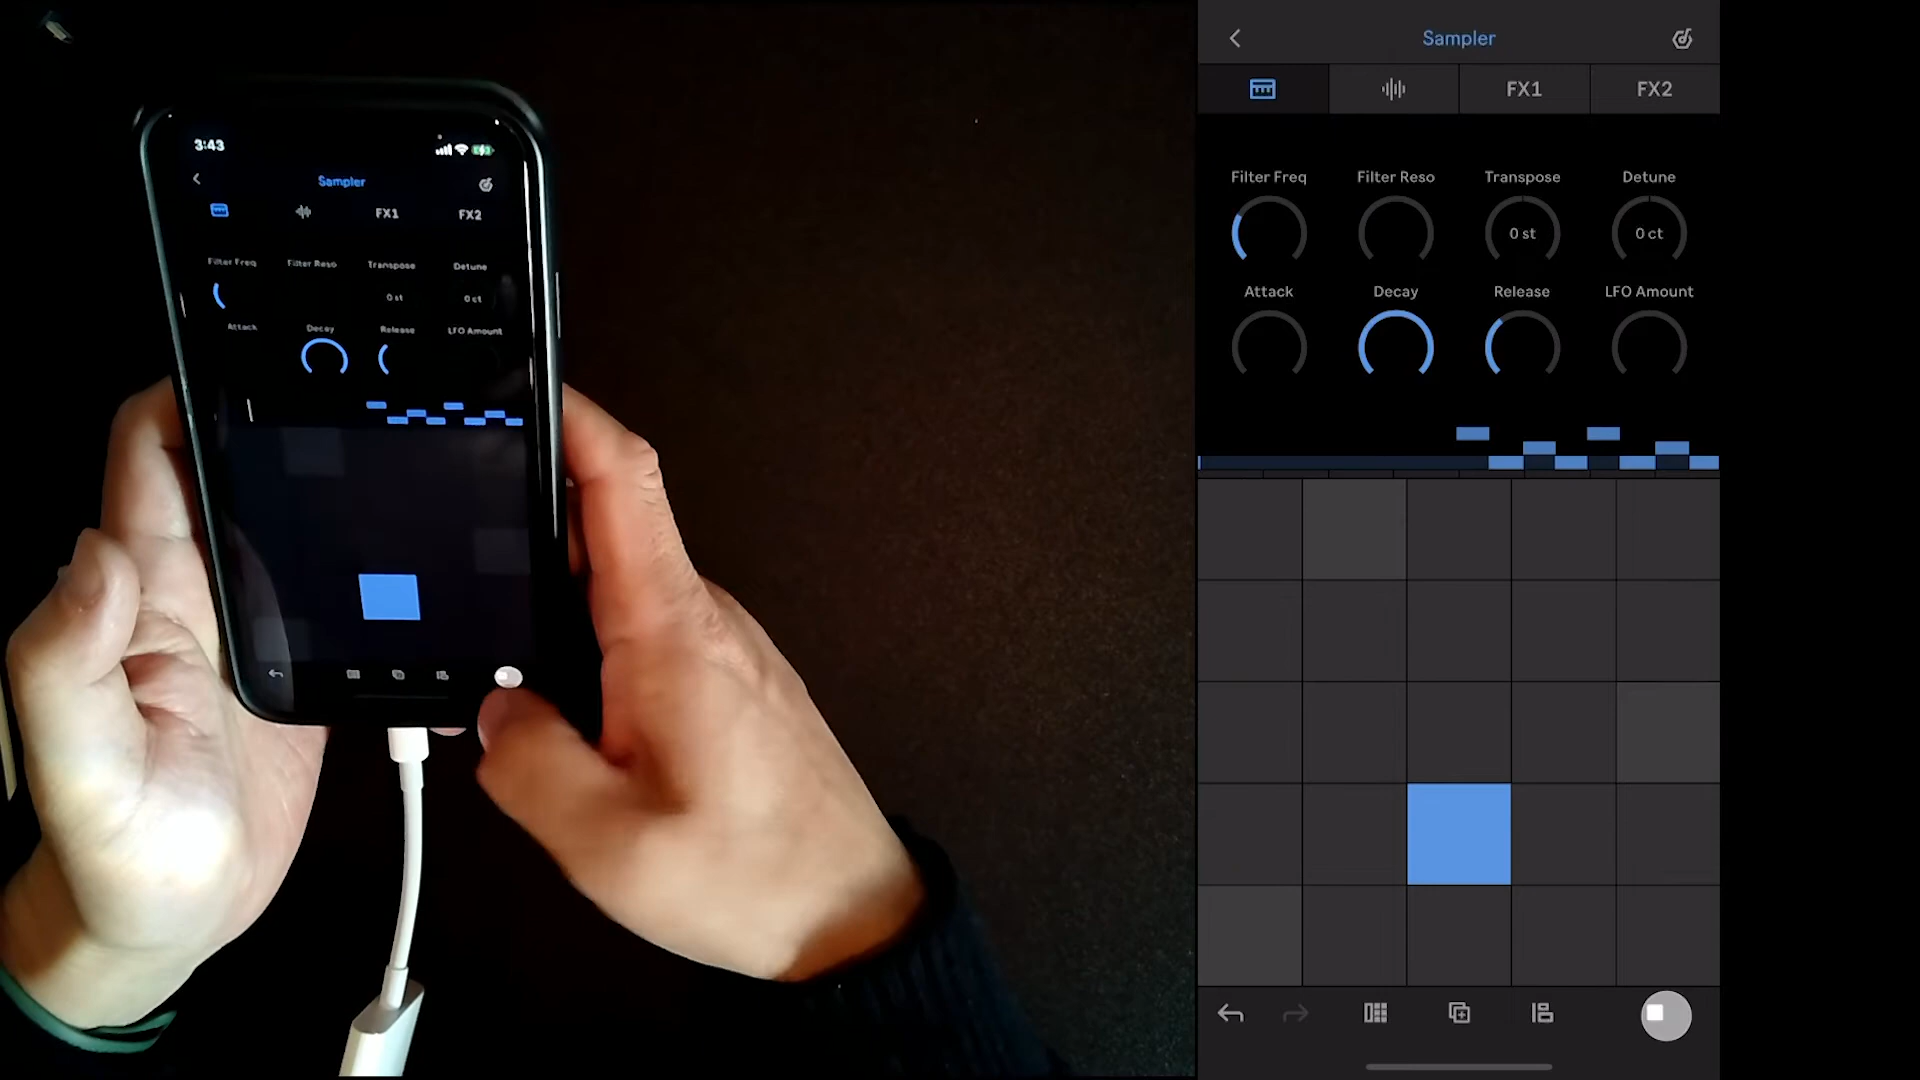 3:43
Sampler
FX1 FX2
Filter Freq Filter Reso Transpose Detune
0 st 0 ct
Attack Decay Release LFO Amount
Sampler
FX1 FX2
Filter Freq Filter Reso Transpose Detune
0 st 0 ct
Attack Decay Release LFO Amount